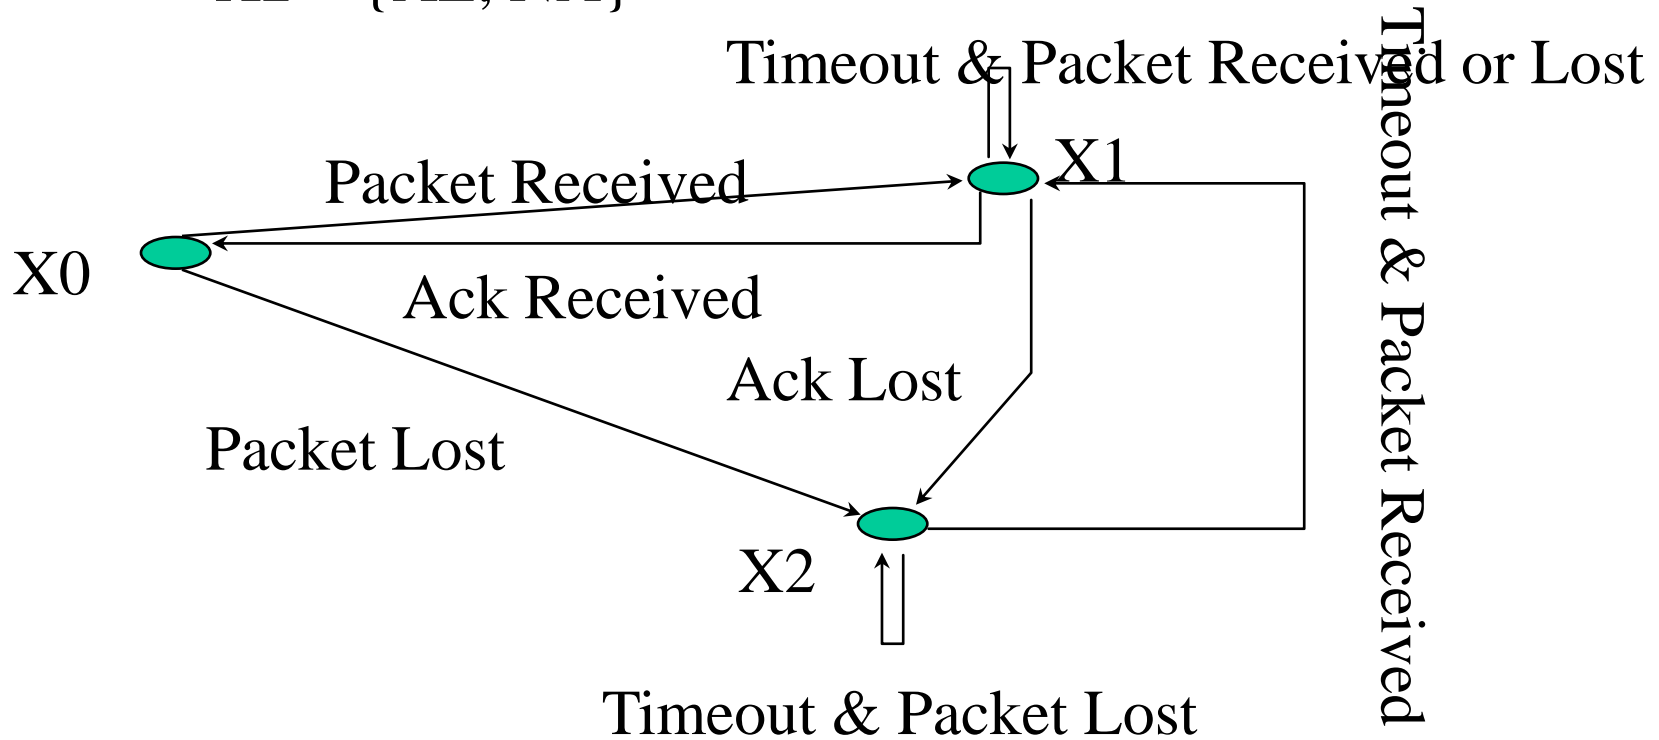 Timeout & Packet Received or Lost
Timeout & Packet Received
X1
Packet Received
X0
Ack Received
Ack Lost
Packet Lost
X2
Timeout & Packet Lost